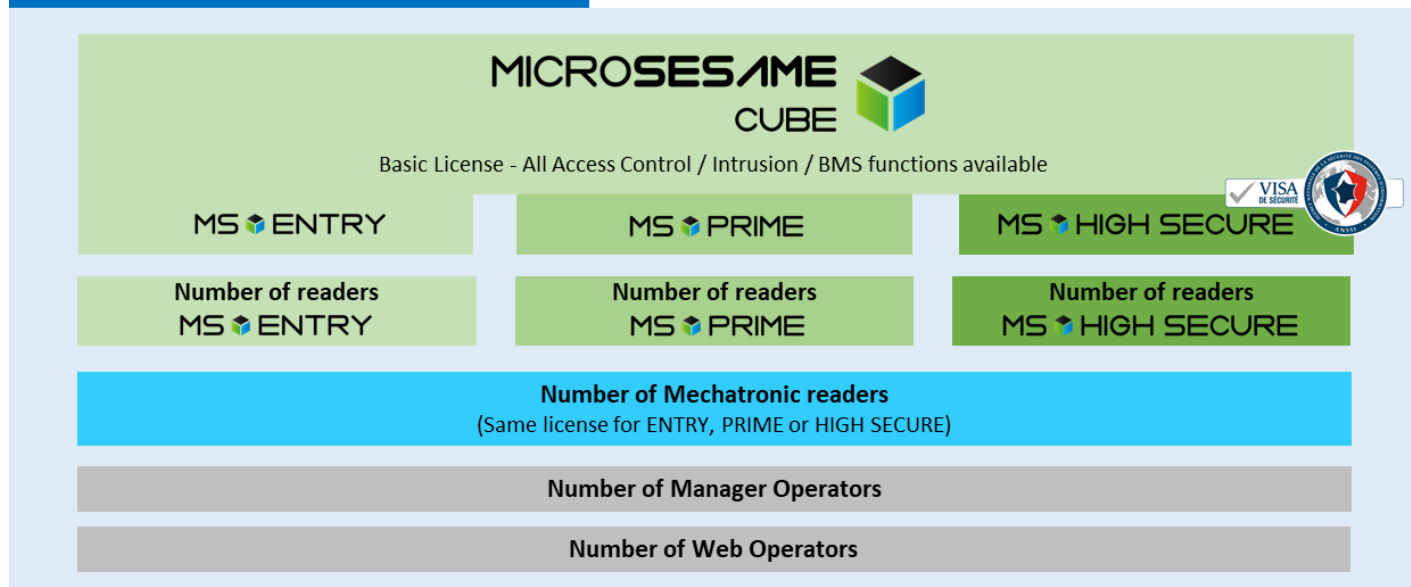 MICROSESAME
CUBE
Basic License - All Access Control / Intrusion / BMS functions available
VISA
DE SÉCURITÉ
ANSSI
MS ENTRY
MS PRIME
MS HIGH SECURE
Number of readers
MS ENTRY
Number of readers
MS PRIME
Number of readers
MS HIGH SECURE
Number of Mechatronic readers
(Same license for ENTRY, PRIME or HIGH SECURE)
Number of Manager Operators
Number of Web Operators